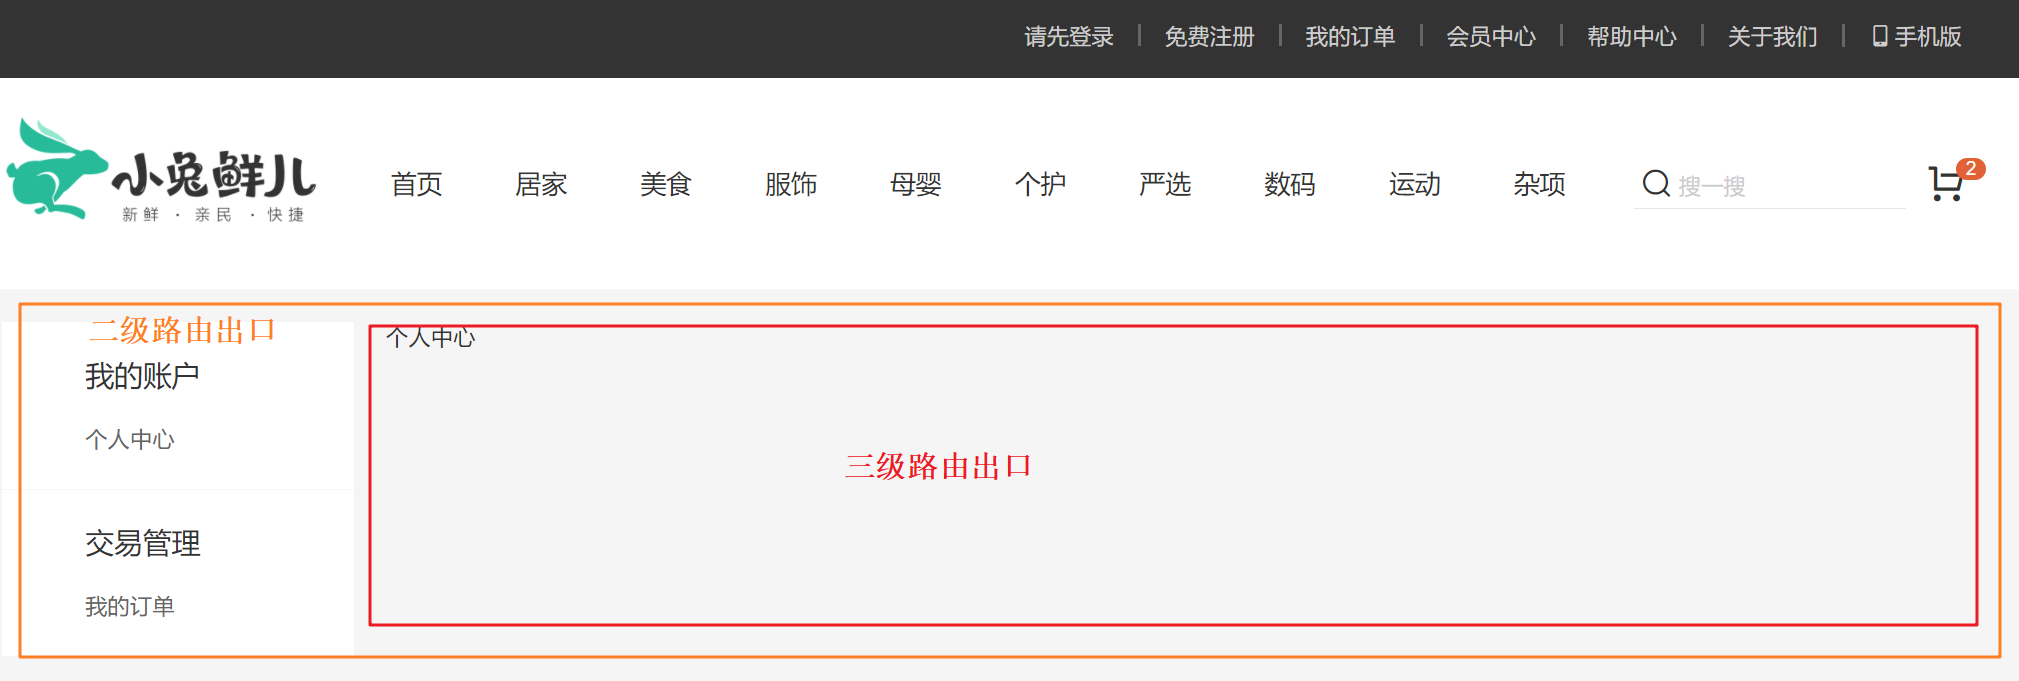 请先登录 免费注册 我的订单 会员中心 帮助中心 关于我们 手机版
小兔鲜儿
新鲜 · 亲民 · 快捷
首页 居家 美食 服饰 母婴 个护 严选 数码 运动 杂项 搜一搜 2
二级路由出口
我的账户
个人中心
交易管理
我的订单
个人中心
三级路由出口